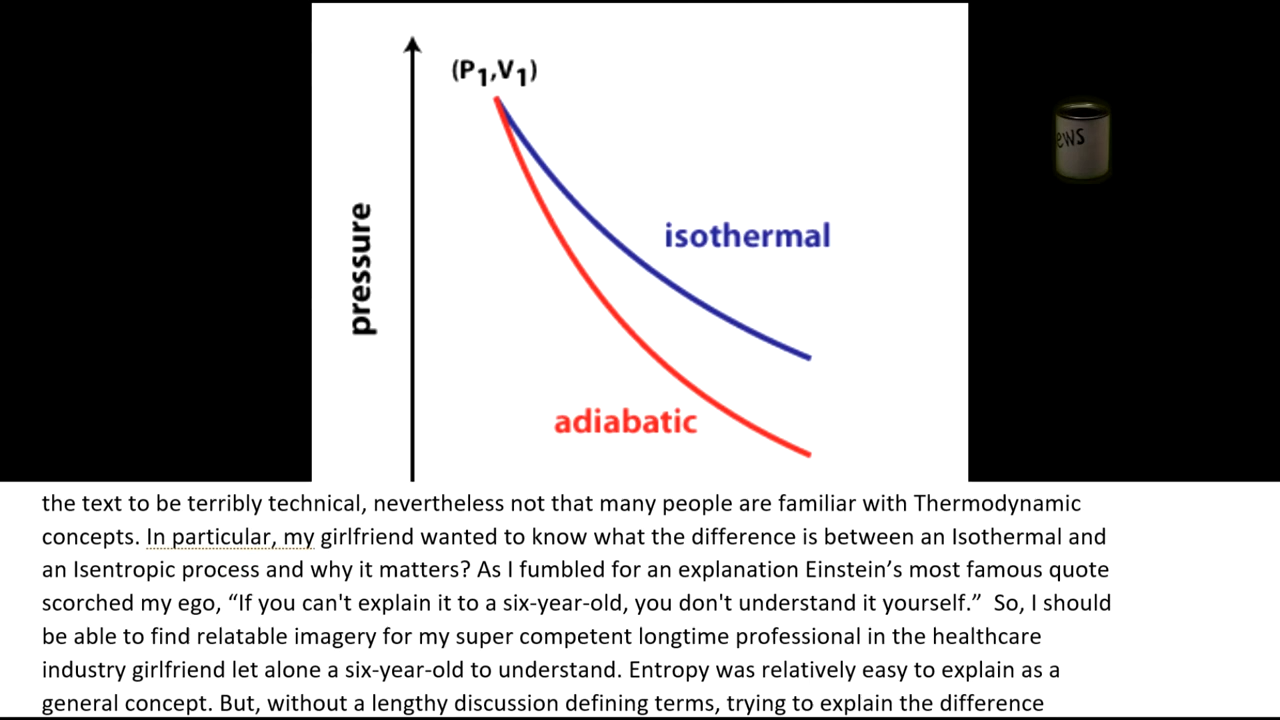 (P1,V1)
ews
isothermal
pressure
adiabatic
the text to be terribly technical, nevertheless not that many people are familiar with Thermodynamic
concepts. In particular, my girlfriend wanted to know what the difference is between an Isothermal and
an Isentropic process and why it matters? As I fumbled for an explanation Einstein’s most famous quote
scorched my ego, “If you can't explain it to a six-year-old, you don't understand it yourself.”  So, I should
be able to find relatable imagery for my super competent longtime professional in the healthcare
industry girlfriend let alone a six-year-old to understand. Entropy was relatively easy to explain as a
general concept. But, without a lengthy discussion defining terms, trying to explain the difference